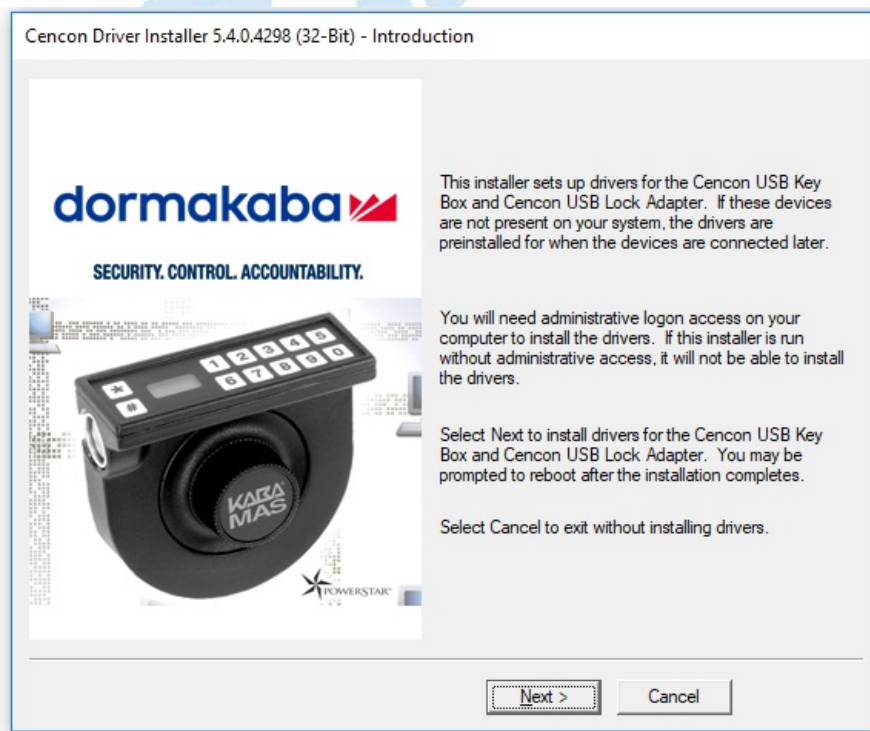 Cencon Driver Installer 5.4.0.4298 (32-Bit) - Introduction
dormakaba
SECURITY. CONTROL. ACCOUNTABILITY.
1 2 3 4 5
6 7 8 9 0
*
#
KABA
MAS
POWERSTAR
This installer sets up drivers for the Cencon USB Key
Box and Cencon USB Lock Adapter. If these devices
are not present on your system, the drivers are
preinstalled for when the devices are connected later.
You will need administrative logon access on your
computer to install the drivers. If this installer is run
without administrative access, it will not be able to install
the drivers.
Select Next to install drivers for the Cencon USB Key
Box and Cencon USB Lock Adapter. You may be
prompted to reboot after the installation completes.
Select Cancel to exit without installing drivers.
Next >
Cancel